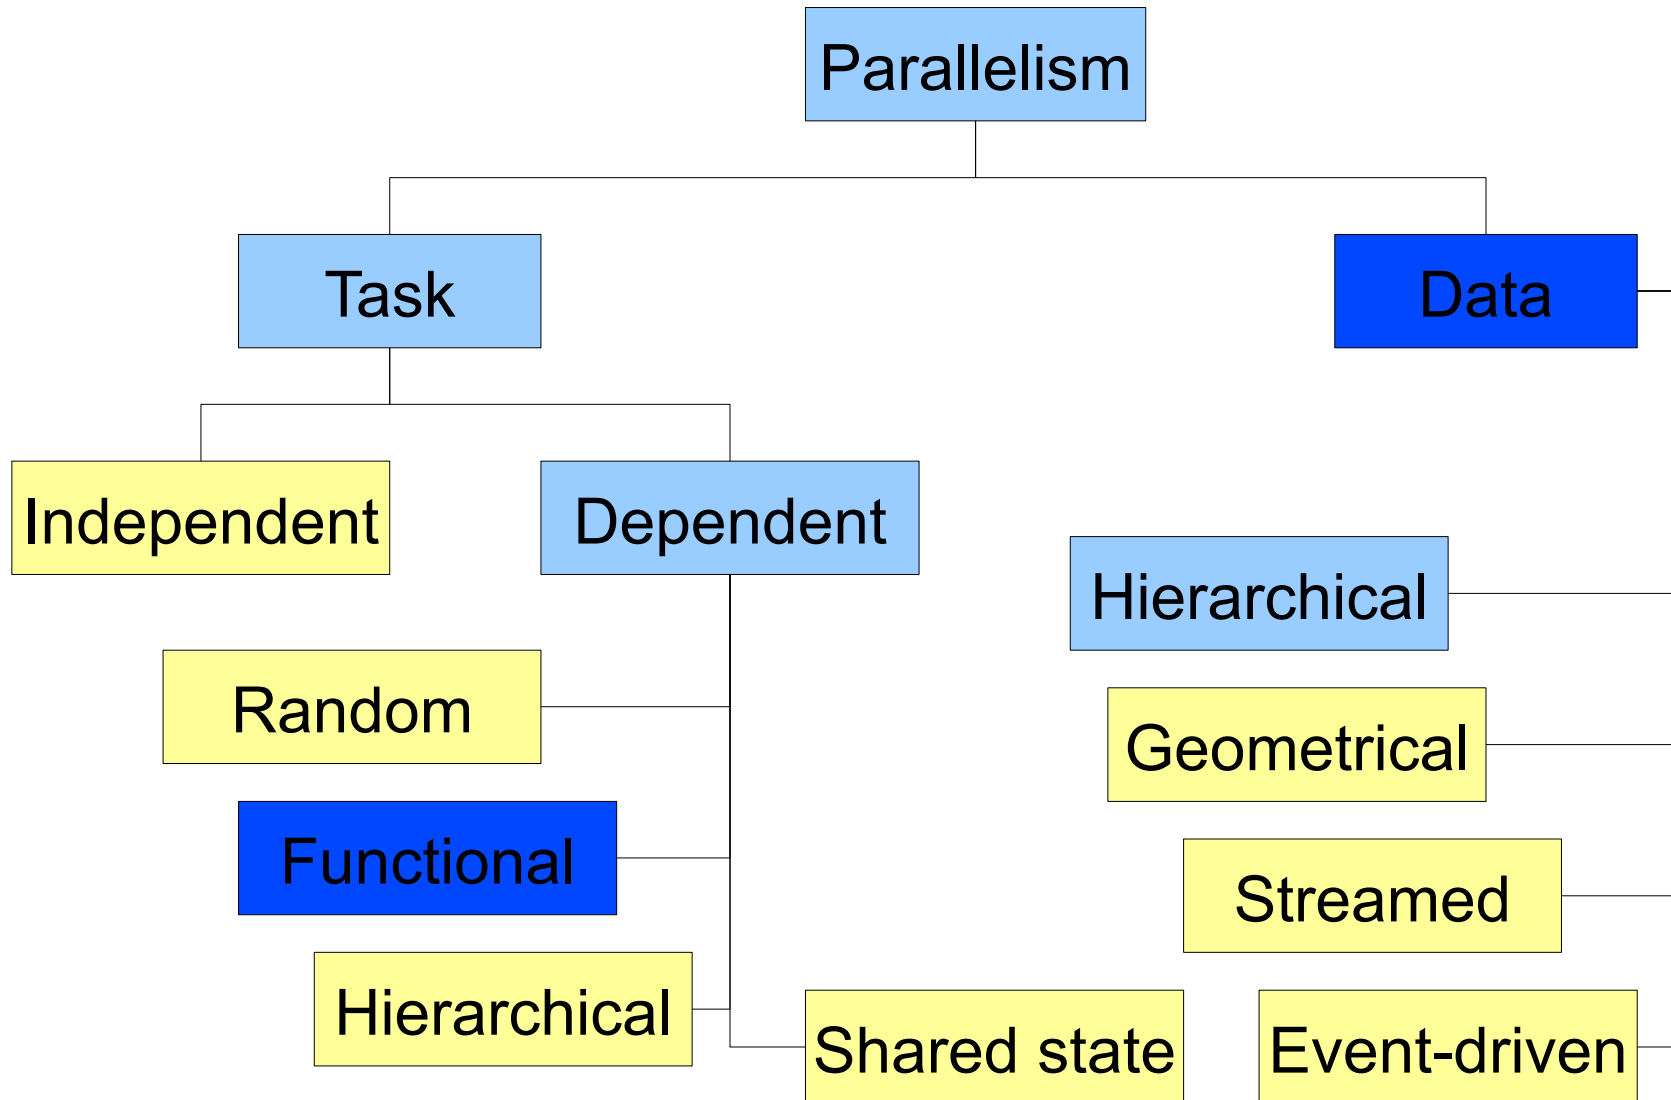 Parallelism
Task
Data
Independent
Dependent
Hierarchical
Random
Geometrical
Functional
Streamed
Hierarchical
Shared state
Event-driven